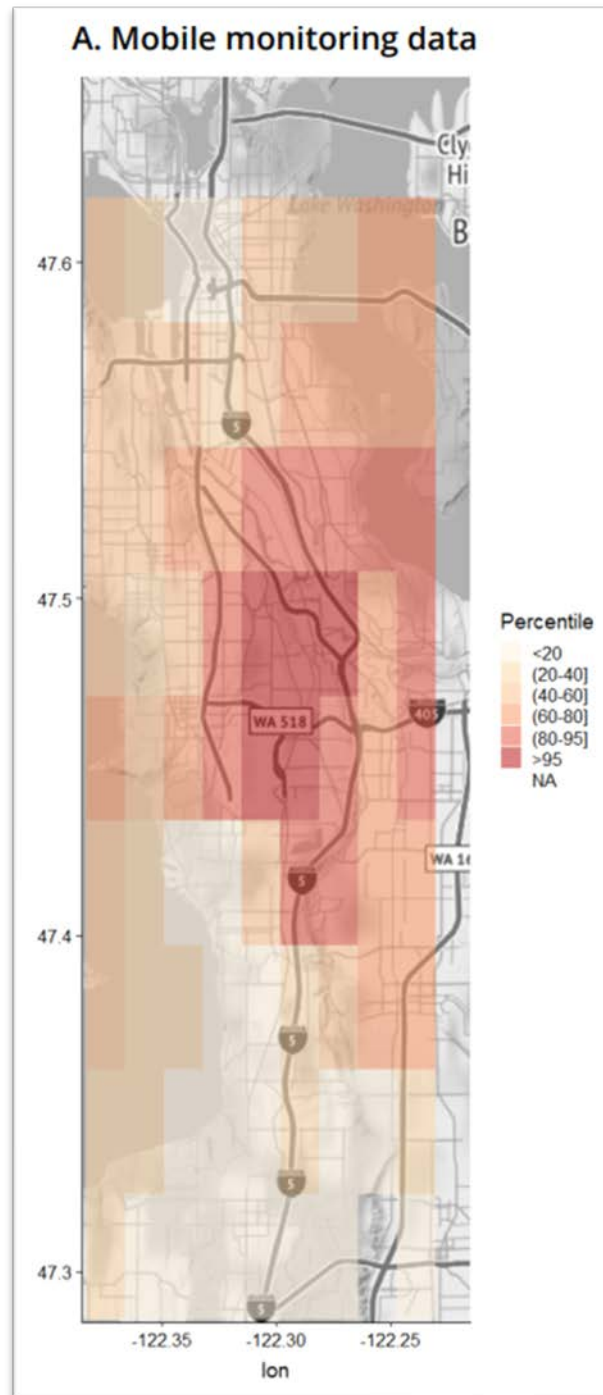 A. Mobile monitoring data
Cly
Hi
Lake Washington
B
47.6
5
47.5
Percentile
<20
(20-40]
(40-60]
(60-80]
(80-95]
>95
NA
405
WA 518
WA 16
5
47.4
5
5
47.3
5
-122.35
-122.30
-122.25
lon